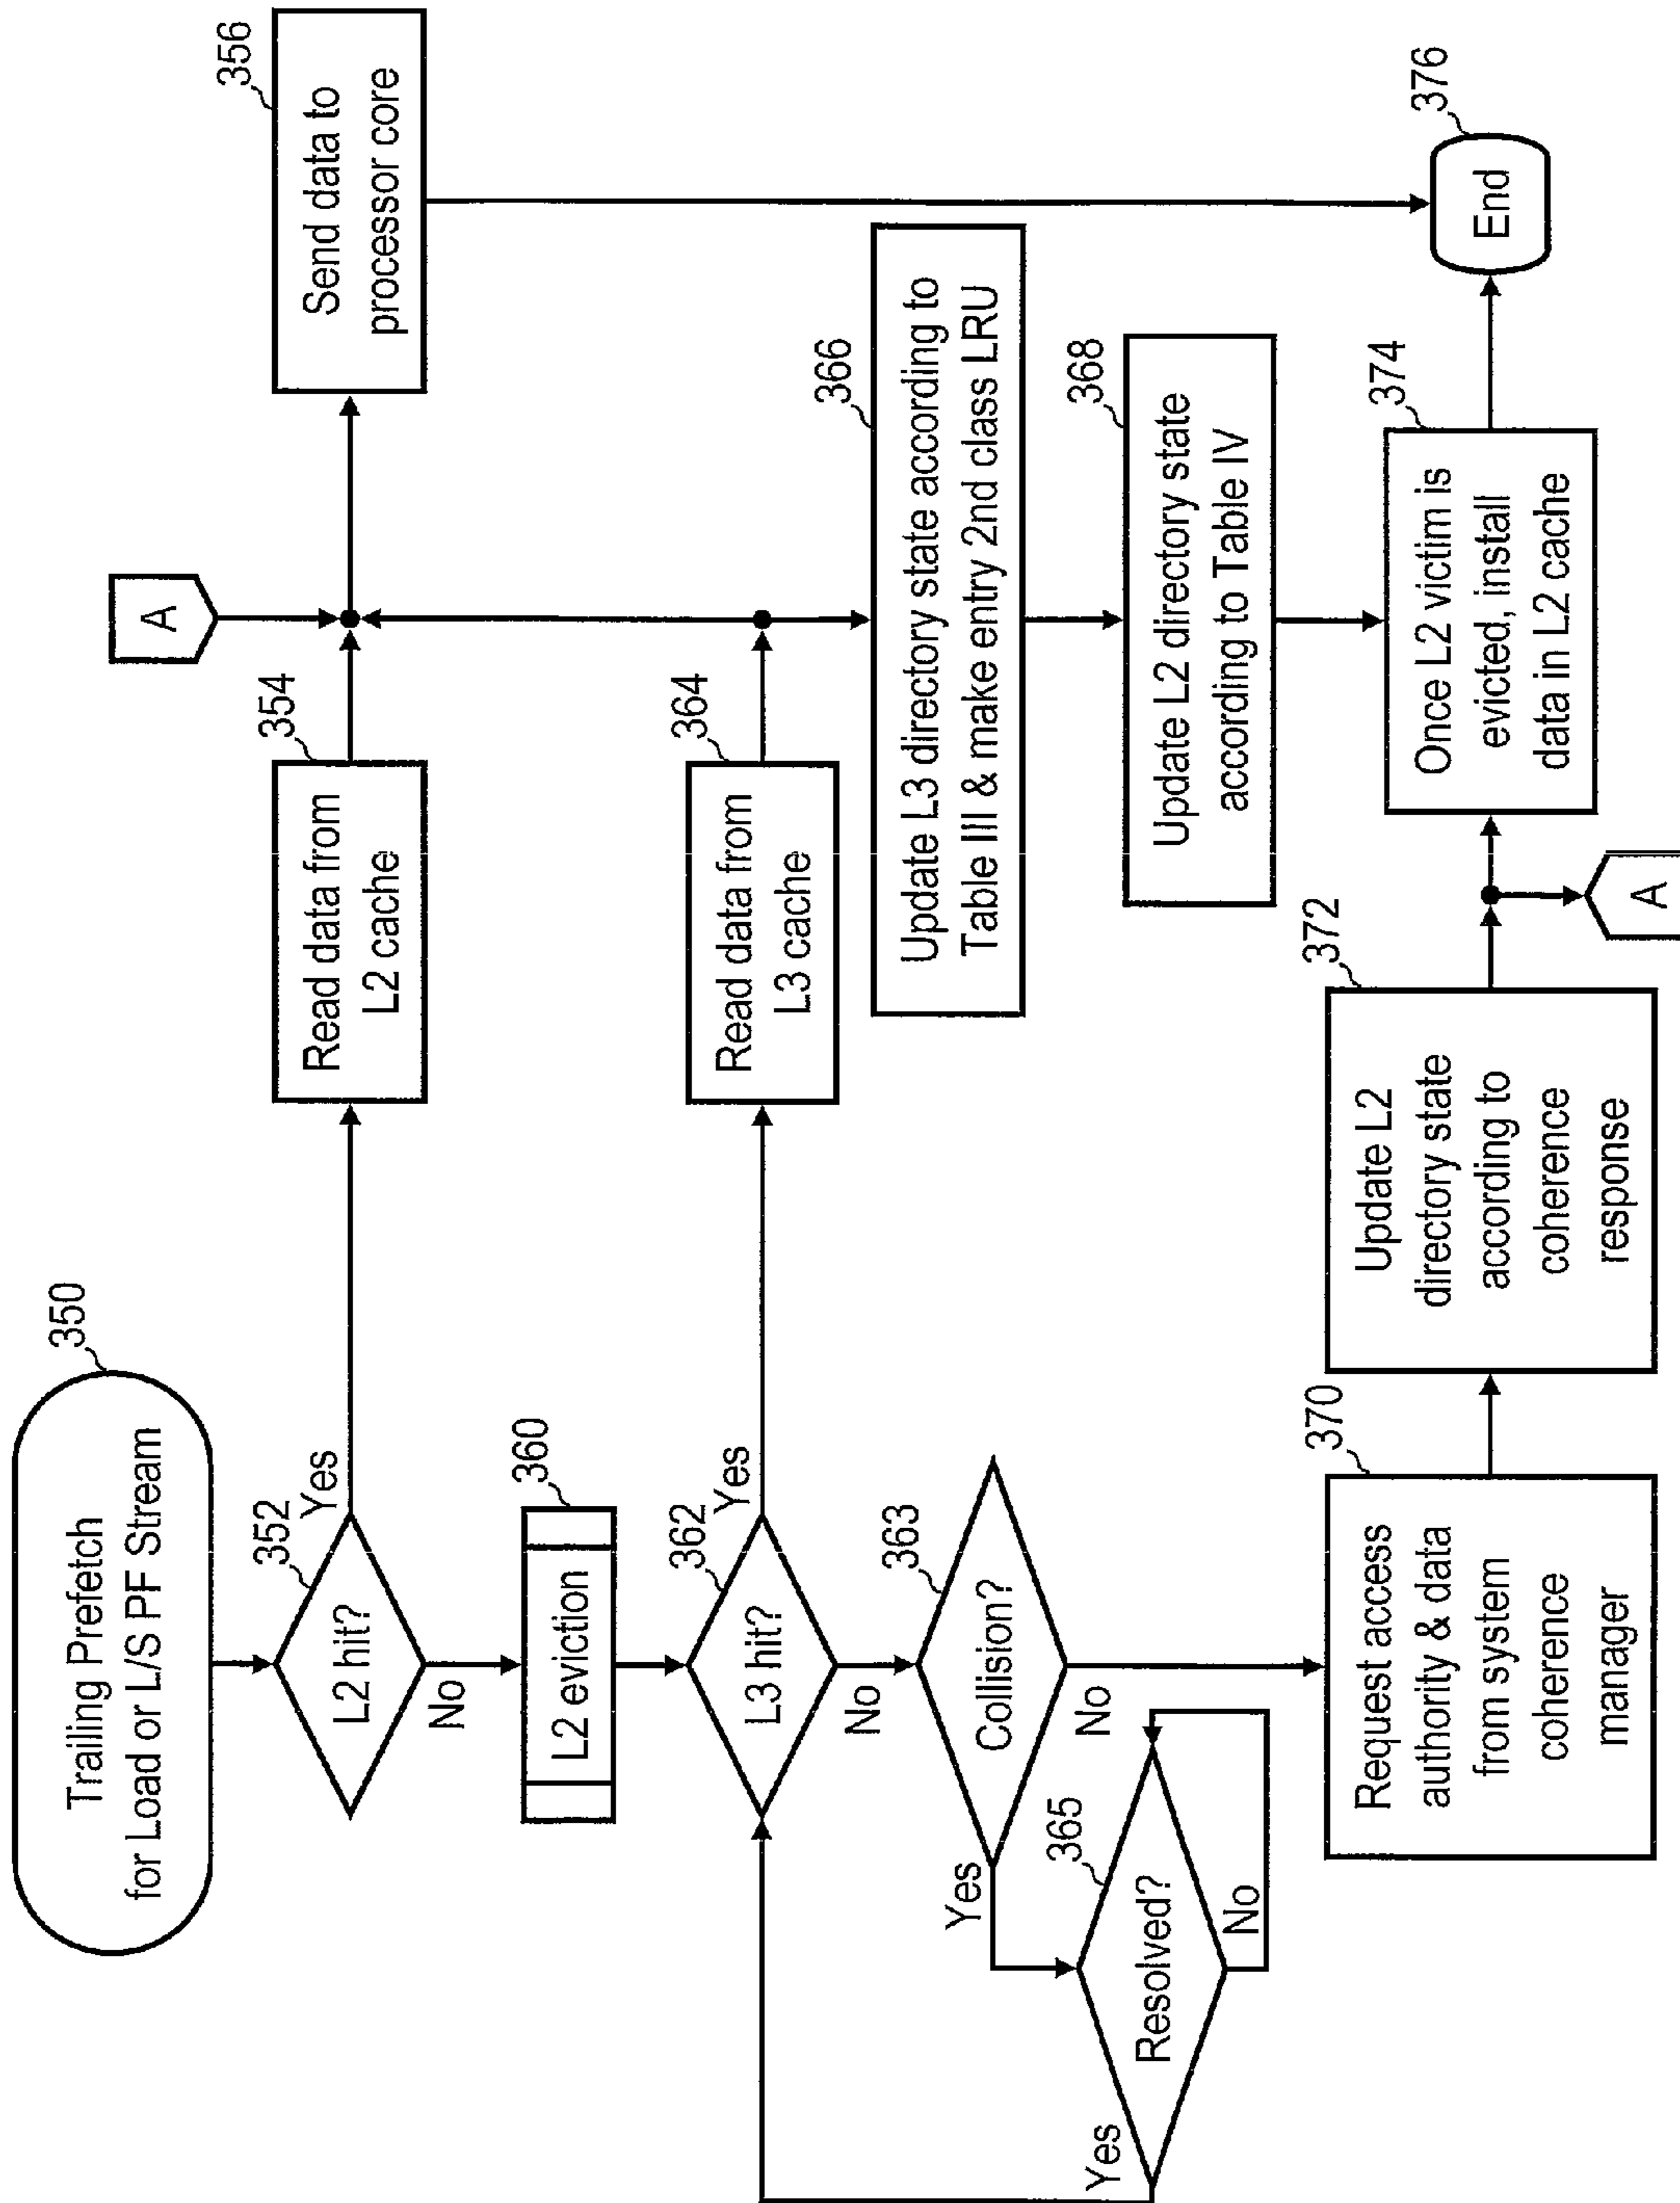 350
Trailing Prefetch
for Load or L/S PF Stream
352
L2 hit?
Yes
No
354
Read data from
L2 cache
A
356
Send data to
processor core
360
L2 eviction
362
L3 hit?
Yes
No
364
Read data from
L3 cache
366
Update L3 directory state according to
Table III & make entry 2nd class LRU
363
Collision?
Yes
No
365
Resolved?
Yes
No
368
Update L2 directory state
according to Table IV
370
Request access
authority & data
from system
coherence
manager
372
Update L2
directory state
according to
coherence
response
A
374
Once L2 victim is
evicted, install
data in L2 cache
376
End